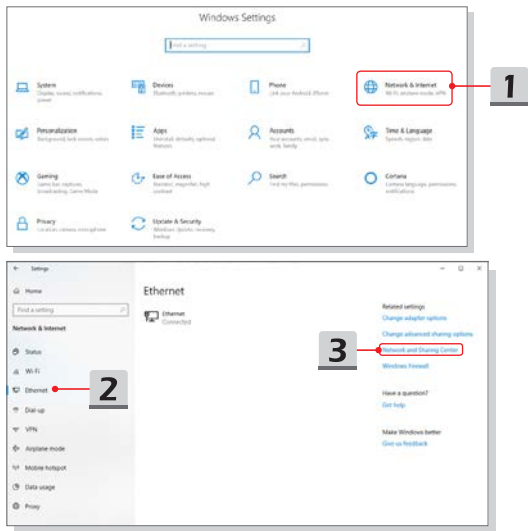 Windows Settings
Find a setting
System
Display, sound, notifications,
power
Devices
Bluetooth, printers, mouse
Phone
Link your Android, iPhone
Network & Internet
Wi-Fi, airplane mode, VPN
1
Personalization
Background, lock screen, colors
Apps
Uninstall, defaults, optional
features
Accounts
Your accounts, email, sync,
work, family
Time & Language
Speech, region, date
Gaming
Game bar, captures,
broadcasting, Game Mode
Ease of Access
Narrator, magnifier, high
contrast
Search
Find my files, permissions
Cortana
Cortana language, permissions,
notifications
Privacy
Location, camera, microphone
Update & Security
Windows Update, recovery,
backup
Settings
Home
Find a setting
Network & Internet
Status
Wi-Fi
Ethernet
2
Dial-up
VPN
Airplane mode
Mobile hotspot
Data usage
Proxy
Ethernet
Ethernet
Connected
Related settings
Change adapter options
Change advanced sharing options
3
Network and Sharing Center
Windows Firewall
Have a question?
Get help
Make Windows better
Give us feedback